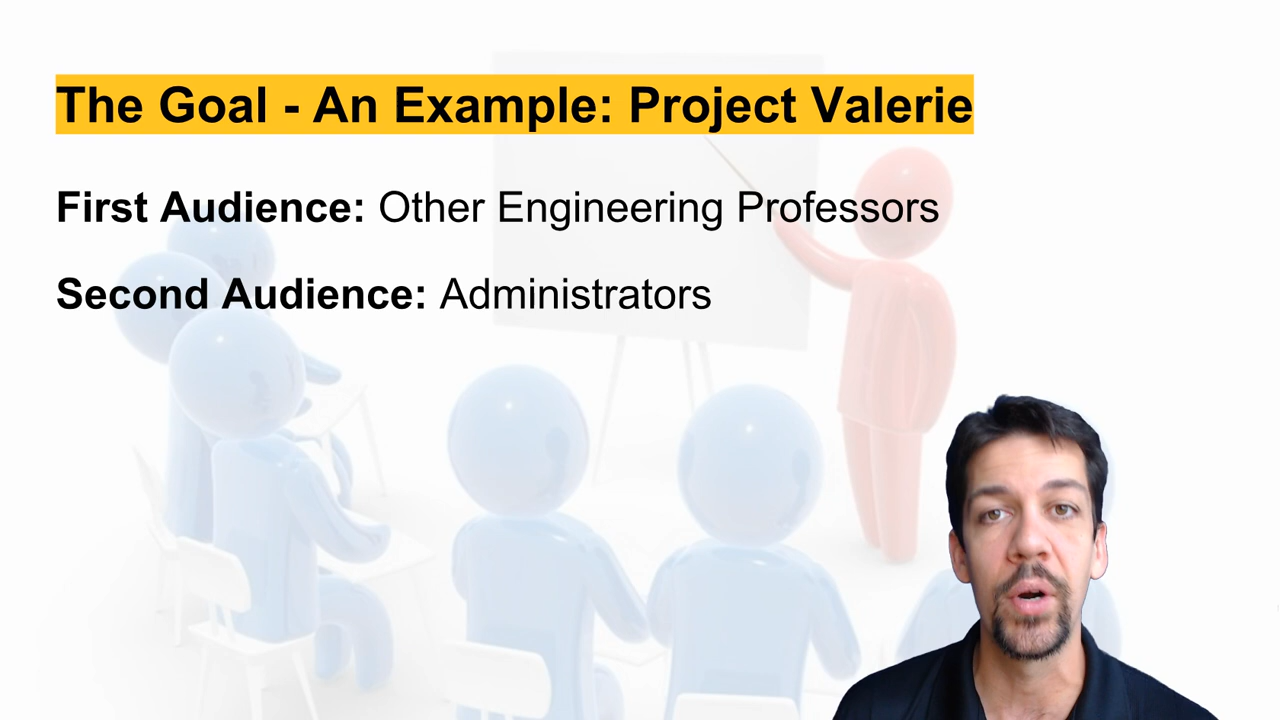 The Goal - An Example: Project Valerie
First Audience: Other Engineering Professors
Second Audience: Administrators